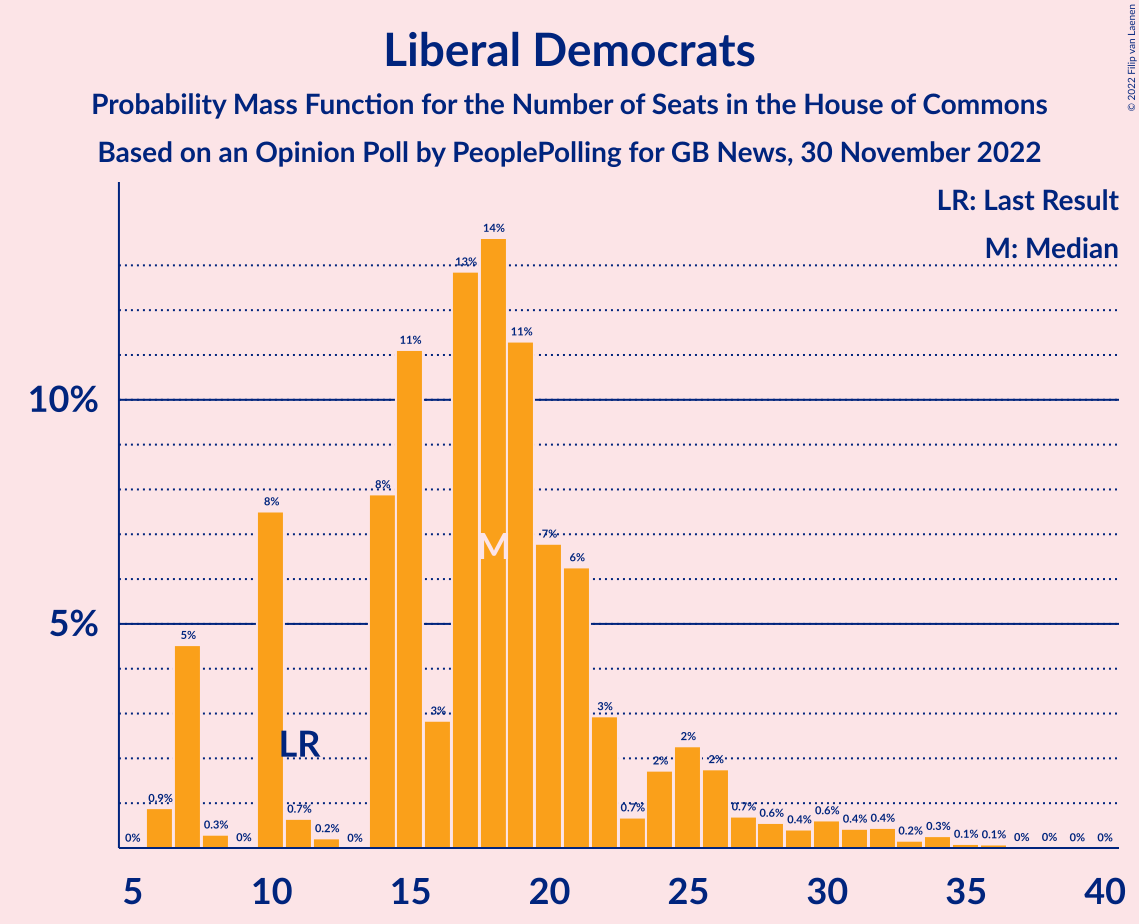 © 2022 Filip van Laenen
Liberal Democrats
Probability Mass Function for the Number of Seats in the House of Commons
Based on an Opinion Poll by PeoplePolling for GB News, 30 November 2022
LR: Last Result
M: Median
10%
5%
0% 0.9% 5% 0.3% 0% 8% 0.7% 0.2% 0% 8% 11% 3% 13% 14% 11% 7% 6% 3% 0.7% 2% 2% 2% 0.7% 0.6% 0.4% 0.6% 0.4% 0.4% 0.2% 0.3% 0.1% 0.1% 0% 0% 0% 0%
M
LR
5 10 15 20 25 30 35 40